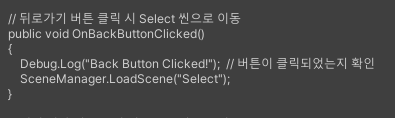 // 뒤로가기 버튼 클릭 시 Select 씬으로 이동
public void OnBackButtonClicked()
{
    Debug.Log("Back Button Clicked!");  // 버튼이 클릭되었는지 확인
    SceneManager.LoadScene("Select");
}